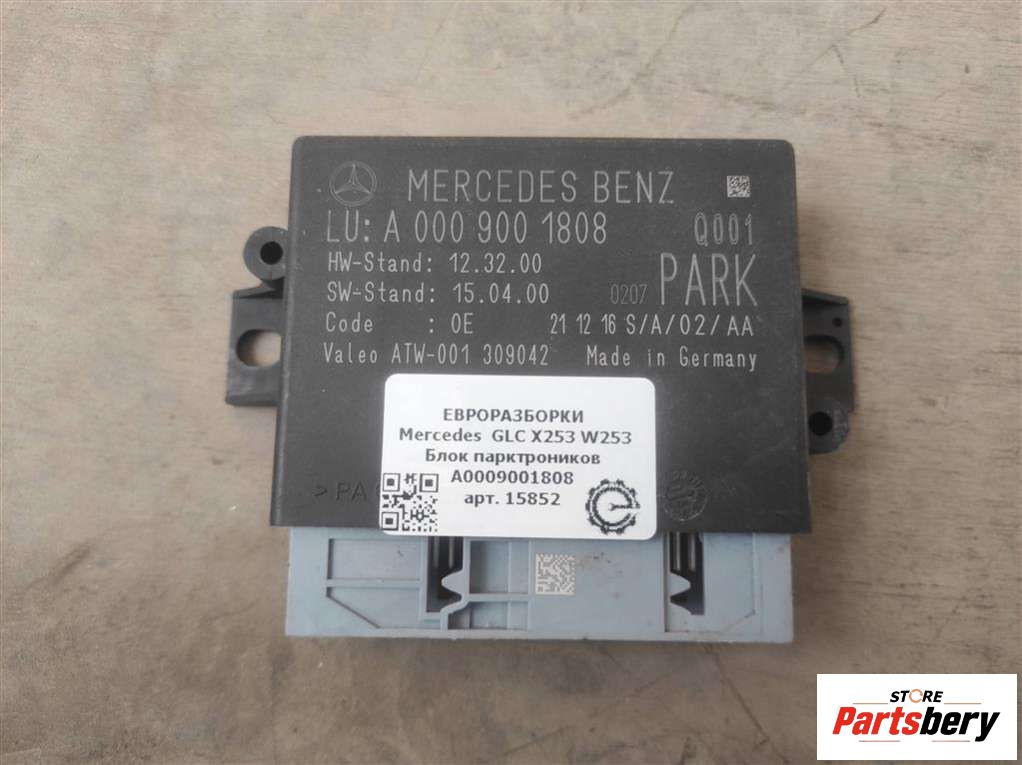 MERCEDES BENZ
LU: A 000 900 1808 Q001
HW-Stand: 12.32.00
SW-Stand: 15.04.00 0207 PARK
Code : 0E 21 12 16 S/A/02/AA
Valeo ATW-001 309042 Made in Germany
ЕВРОРАЗБОРКИ
Mercedes GLC X253 W253
Блок парктроников
A0009001808
арт. 15852
>PA
STORE
Partsbery